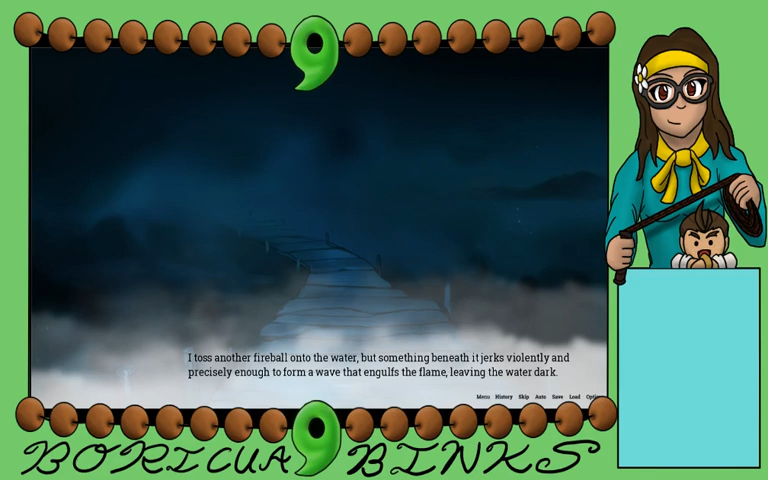 I toss another fireball onto the water, but something beneath it jerks violently and
precisely enough to form a wave that engulfs the flame, leaving the water dark.
Menu History Skip Auto Save Load
BORICUA BINKS